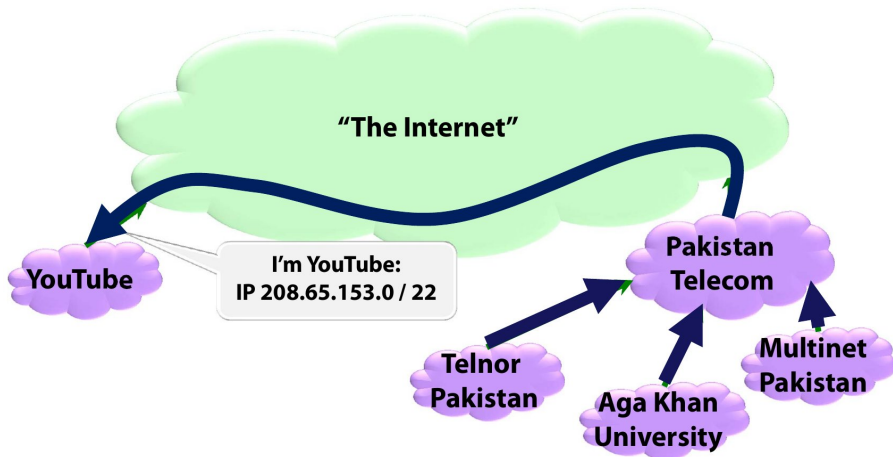 “The Internet”
YouTube
I’m YouTube:
IP 208.65.153.0 / 22
Pakistan
Telecom
Telnor
Pakistan
Aga Khan
University
Multinet
Pakistan